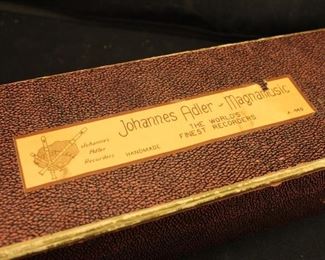 Johannes Adler - Magnamusic
THE WORLD'S
FINEST RECORDERS
HANDMADE
Johannes
Adler
Recorders